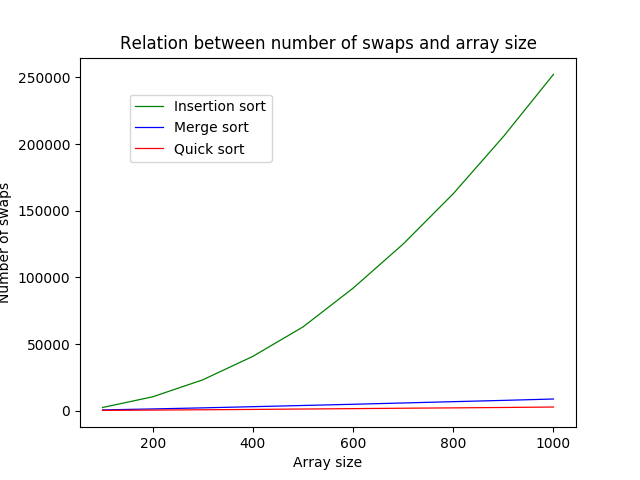 Relation between number of swaps and array size
250000
200000
150000
100000
50000
0
Number of swaps
Insertion sort
Merge sort
Quick sort
200
400
600
800
1000
Array size